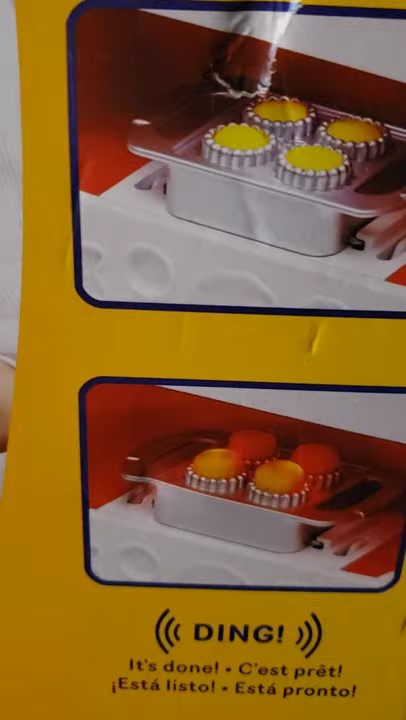 ((( DING! )))
It's done! • C'est prêt!
¡Está listo! • Está pronto!